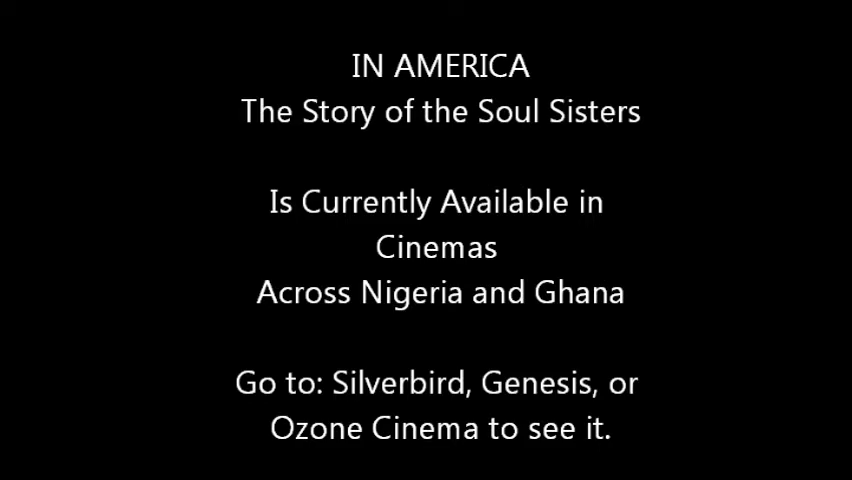 IN AMERICA
The Story of the Soul Sisters
Is Currently Available in
Cinemas
Across Nigeria and Ghana
Go to: Silverbird, Genesis, or
Ozone Cinema to see it.